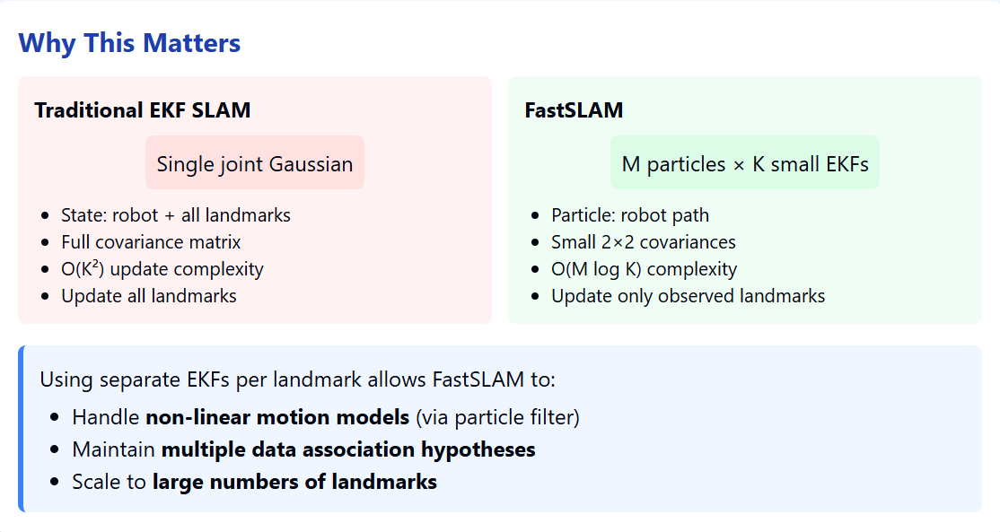 Why This Matters
Traditional EKF SLAM
Single joint Gaussian
• State: robot + all landmarks
• Full covariance matrix
• O(K²) update complexity
• Update all landmarks
FastSLAM
M particles × K small EKFs
• Particle: robot path
• Small 2×2 covariances
• O(M log K) complexity
• Update only observed landmarks
Using separate EKFs per landmark allows FastSLAM to:
• Handle non-linear motion models (via particle filter)
• Maintain multiple data association hypotheses
• Scale to large numbers of landmarks